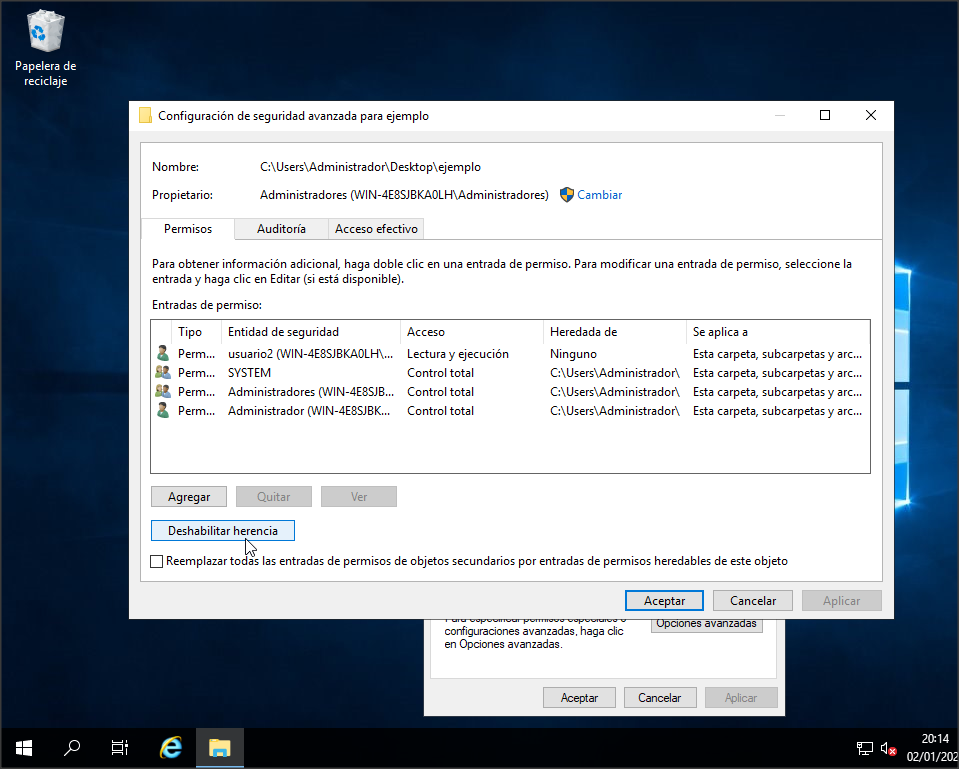 Papelera de
reciclaje
Configuración de seguridad avanzada para ejemplo
Nombre: C:\Users\Administrador\Desktop\ejemplo
Propietario: Administradores (WIN-4E8SJBKA0LH\Administradores) Cambiar
Permisos Auditoría Acceso efectivo
Para obtener información adicional, haga doble clic en una entrada de permiso. Para modificar una entrada de permiso, seleccione la
entrada y haga clic en Editar (si está disponible).
Entradas de permiso:
Tipo Entidad de seguridad Acceso Heredada de Se aplica a
Perm... usuario2 (WIN-4E8SJBKA0LH\... Lectura y ejecución Ninguno Esta carpeta, subcarpetas y arc...
Perm... SYSTEM Control total C:\Users\Administrador\ Esta carpeta, subcarpetas y arc...
Perm... Administradores (WIN-4E8SJB... Control total C:\Users\Administrador\ Esta carpeta, subcarpetas y arc...
Perm... Administrador (WIN-4E8SJBK... Control total C:\Users\Administrador\ Esta carpeta, subcarpetas y arc...
Agregar Quitar Ver
Deshabilitar herencia
Reemplazar todas las entradas de permisos de objetos secundarios por entradas de permisos heredables de este objeto
Aceptar Cancelar Aplicar
Para especificar permisos especiales o
configuraciones avanzadas, haga clic
en Opciones avanzadas.
Opciones avanzadas
Aceptar Cancelar Aplicar
20:14
02/01/202